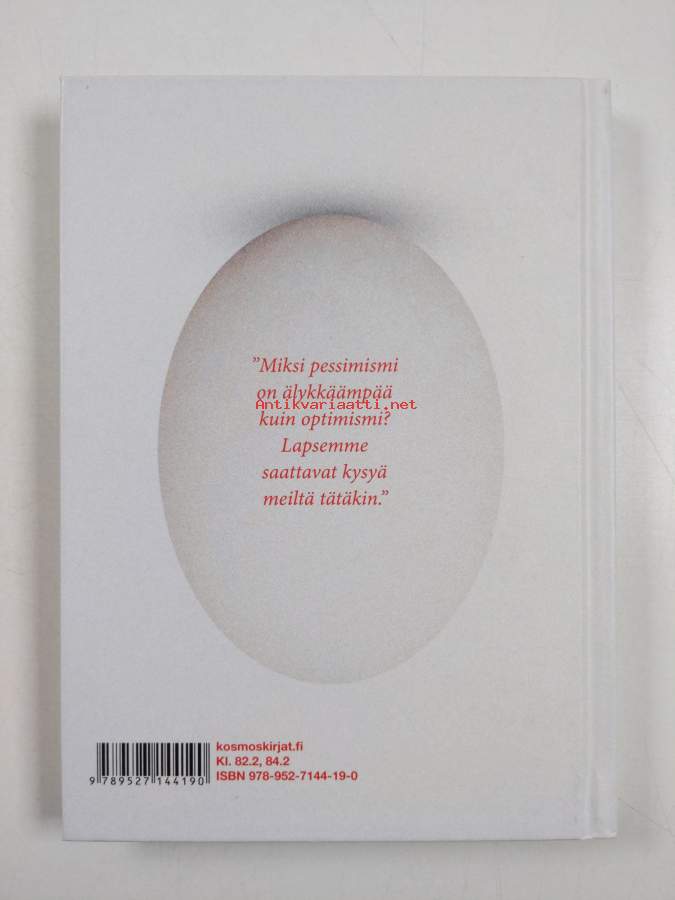 ”Miksi pessimismi
on älykkäämpää
Antikvariaatti.net
kuin optimismi?
Lapsemme
saattavat kysyä
meiltä tätäkin.”
kosmoskirjat.fi
Kl. 82.2, 84.2
ISBN 978-952-7144-19-0
9 789527 144190